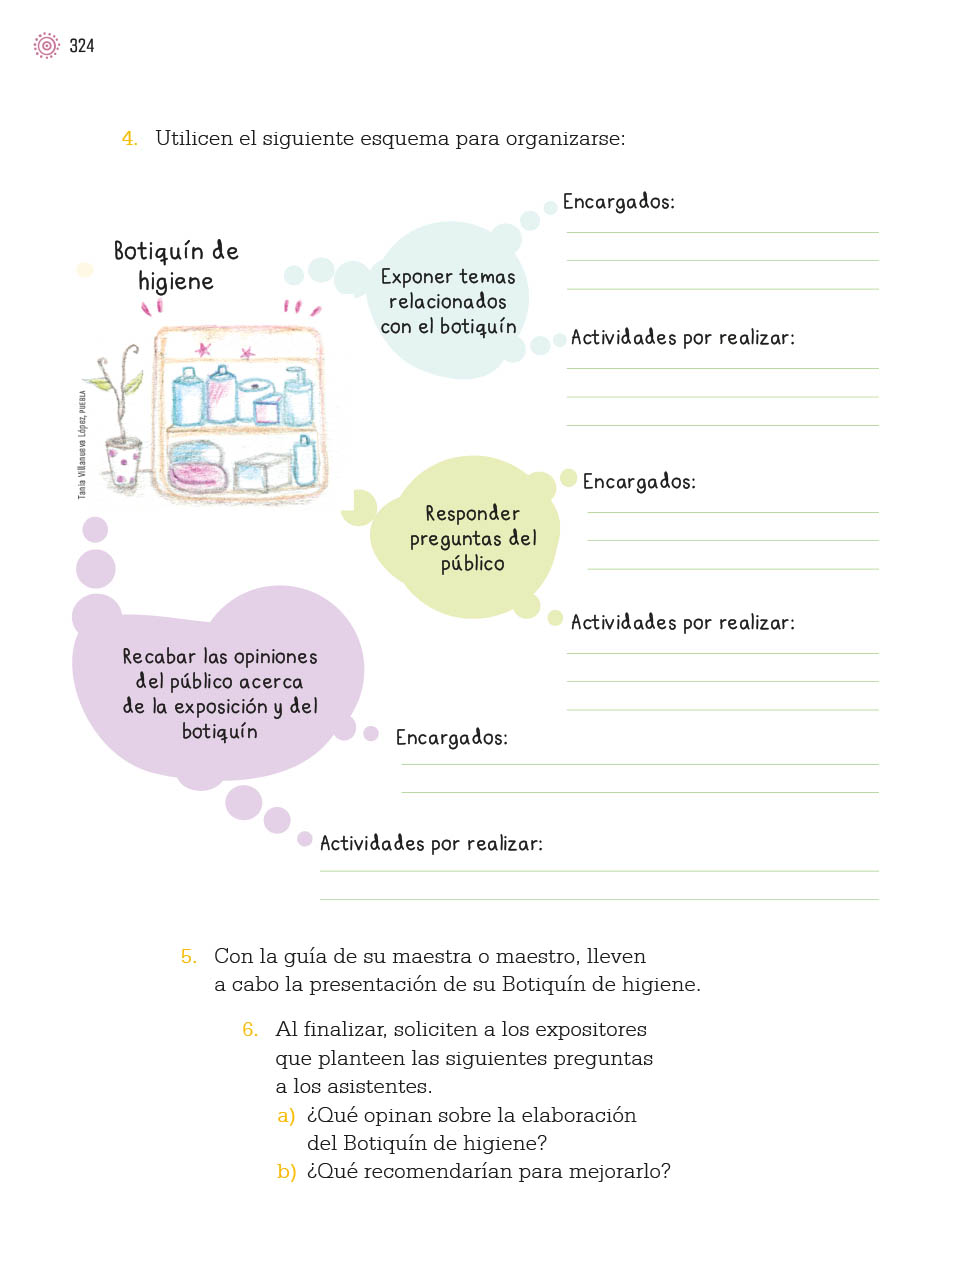 324
4. Utilicen el siguiente esquema para organizarse:
Botiquín de
higiene
Tania Villanueva López, PUEBLA
Exponer temas
relacionados
con el botiquín
Encargados:
Actividades por realizar:
Responder
preguntas del
público
Encargados:
Actividades por realizar:
Recabar las opiniones
del público acerca
de la exposición y del
botiquín
Encargados:
Actividades por realizar:
5. Con la guía de su maestra o maestro, lleven
a cabo la presentación de su Botiquín de higiene.
6. Al finalizar, soliciten a los expositores
que planteen las siguientes preguntas
a los asistentes.
a) ¿Qué opinan sobre la elaboración
del Botiquín de higiene?
b) ¿Qué recomendarían para mejorarlo?